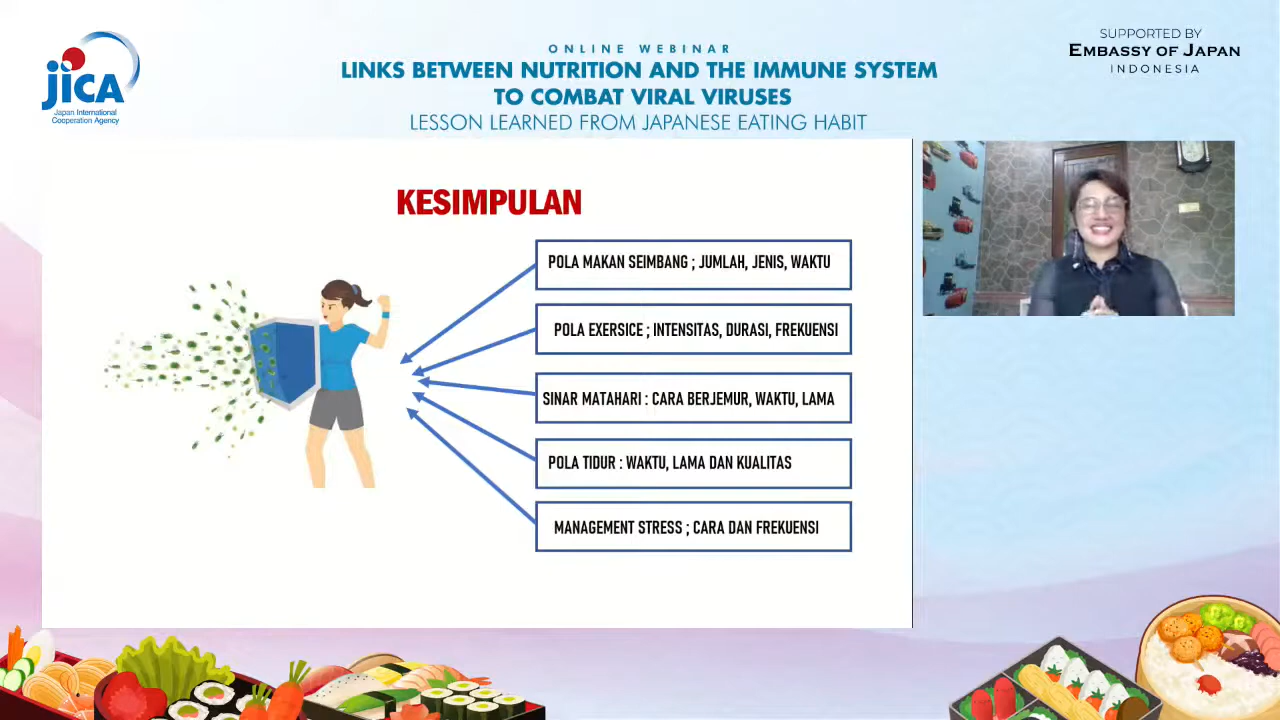 JICA
Japan International
Cooperation Agency
ONLINE WEBINAR
LINKS BETWEEN NUTRITION AND THE IMMUNE SYSTEM
TO COMBAT VIRAL VIRUSES
LESSON LEARNED FROM JAPANESE EATING HABIT
SUPPORTED BY
EMBASSY OF JAPAN
INDONESIA
KESIMPULAN
POLA MAKAN SEIMBANG ; JUMLAH, JENIS, WAKTU
POLA EXERSICE ; INTENSITAS, DURASI, FREKUENSI
SINAR MATAHARI : CARA BERJEMUR, WAKTU, LAMA
POLA TIDUR : WAKTU, LAMA DAN KUALITAS
MANAGEMENT STRESS ; CARA DAN FREKUENSI